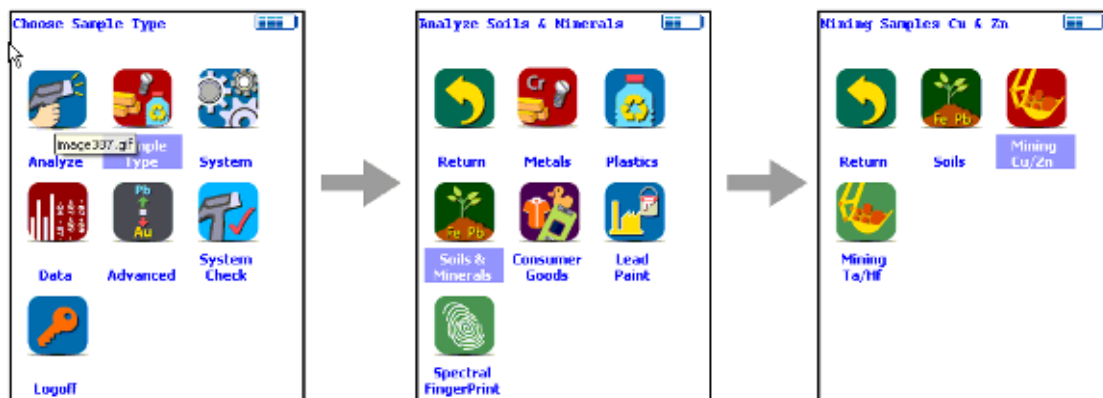 Choose Sample Type
image337.gif
Analyze
Sample
Type
System
Pb
Au
Data
Advanced
System
Check
Logoff
Analyze Soils & Minerals
Cr
Return
Metals
Plastics
Fe Pb
Soils &
Minerals
Consumer
Goods
Lead
Paint
Spectral
FingerPrint
Mining Samples Cu & Zn
Fe Pb
Return
Soils
Mining
Cu/Zn
Mining
Ta/Hf